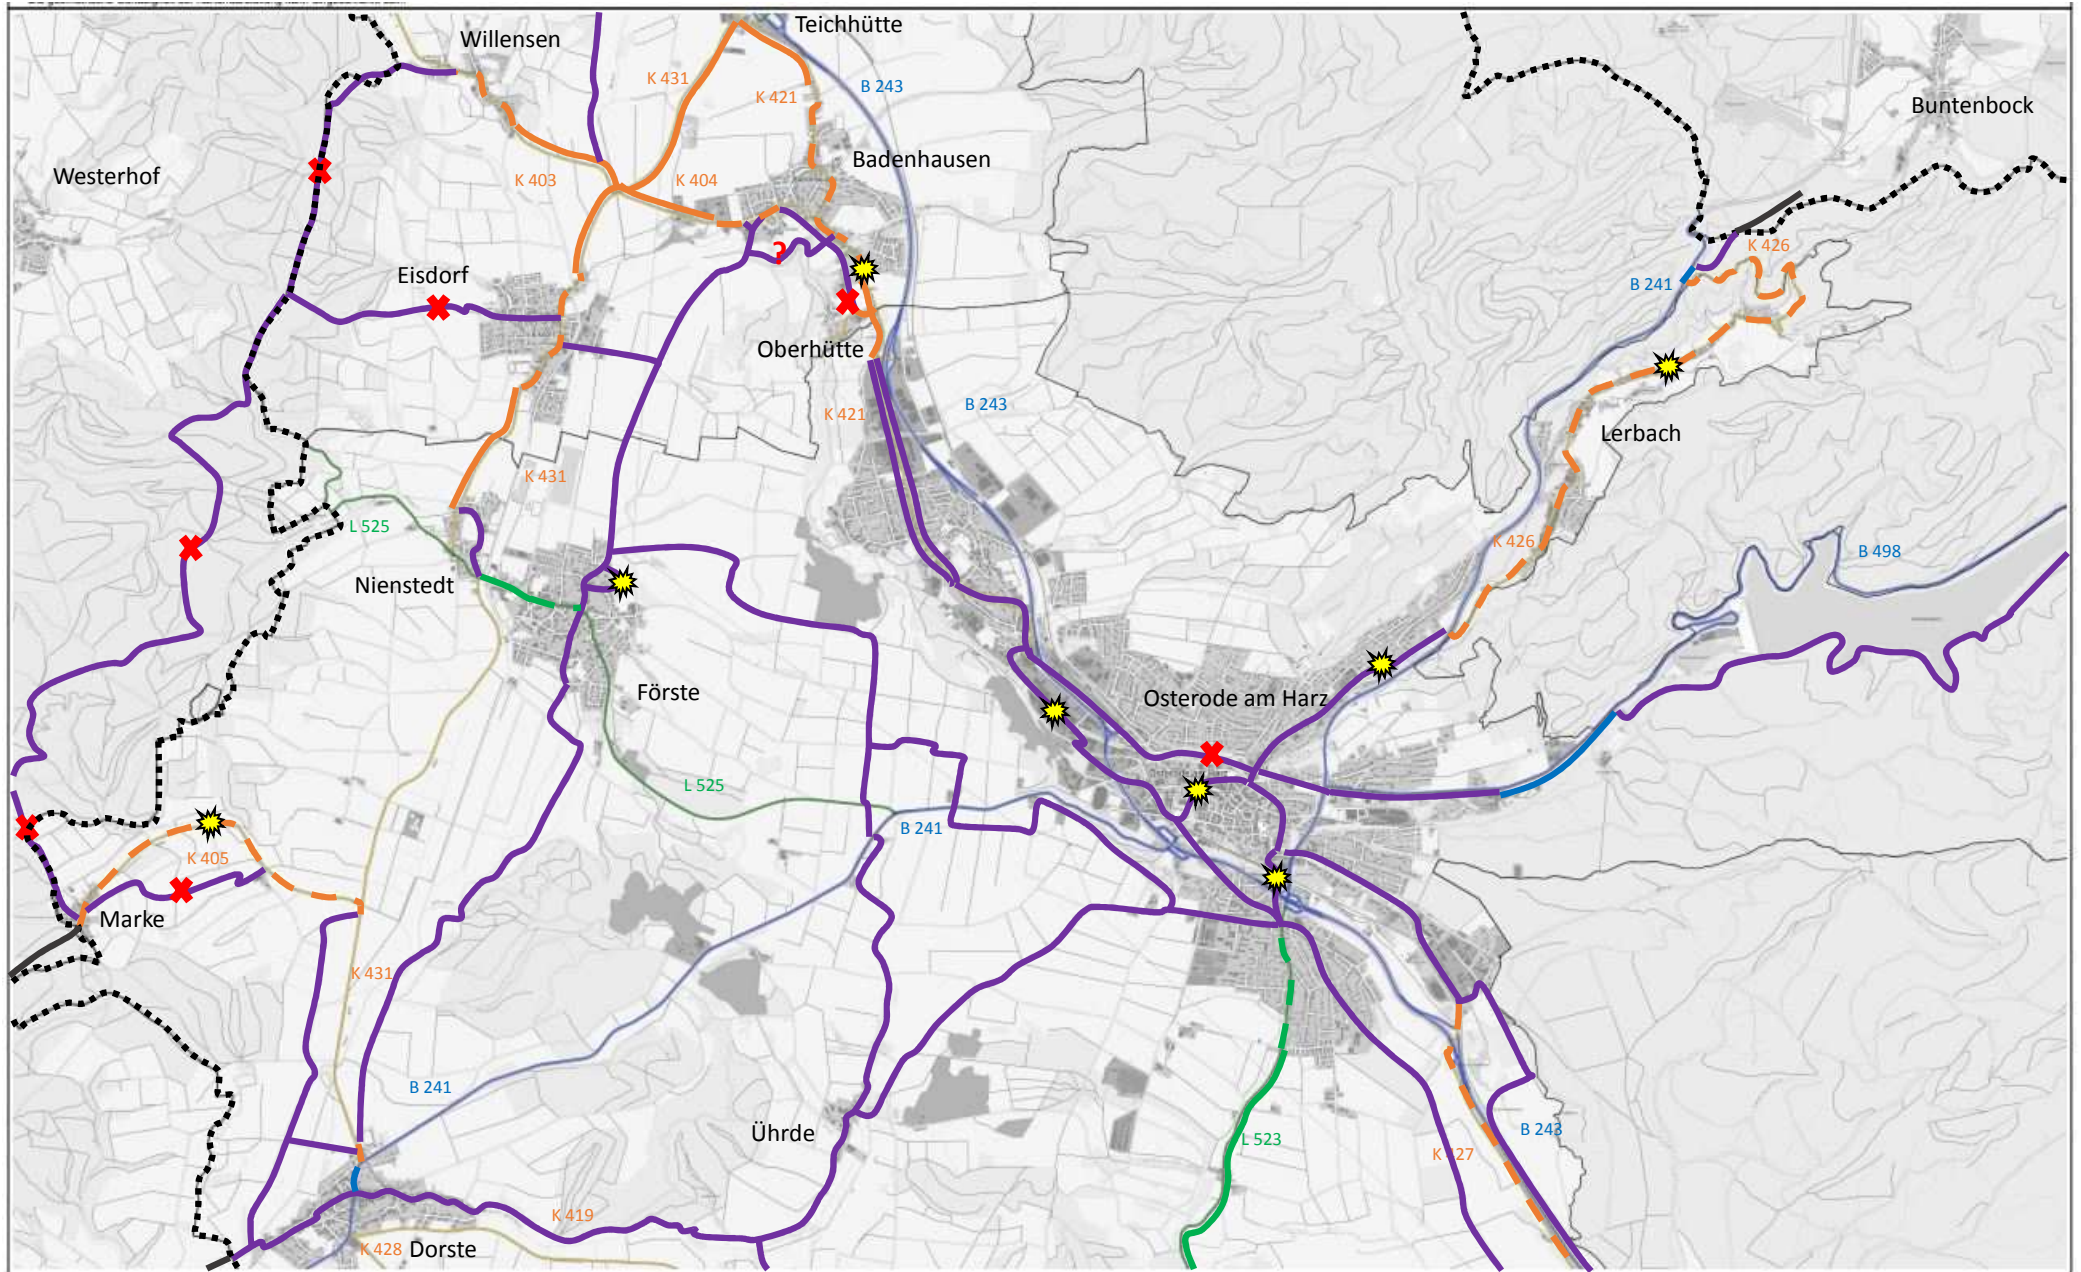 Teichhütte
Willensen
K 431
B 243
K 421
Buntenbock
Badenhausen
Westerhof
K 403
K 404
K 426
Eisdorf
?
B 241
Oberhütte
K 421
B 243
Lerbach
K 431
L 525
K 426
B 498
Nienstedt
Förste
Osterode am Harz
L 525
B 241
K 405
Marke
K 431
B 241
Ührde
L 523
B 243
K 427
K 419
K 428
Dorste